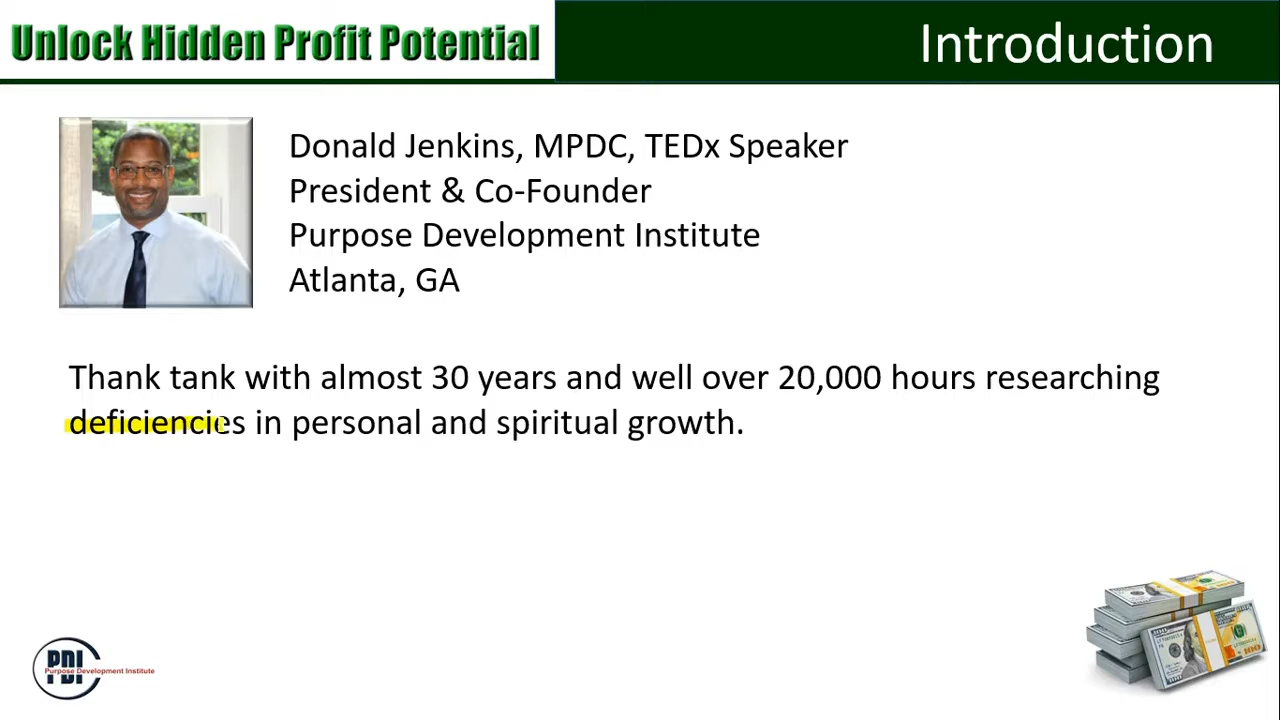 Unlock Hidden Profit Potential
Introduction
Donald Jenkins, MPDC, TEDx Speaker
President & Co-Founder
Purpose Development Institute
Atlanta, GA
Thank tank with almost 30 years and well over 20,000 hours researching
deficiencies in personal and spiritual growth.
PDI
Purpose Development Institute
100
100